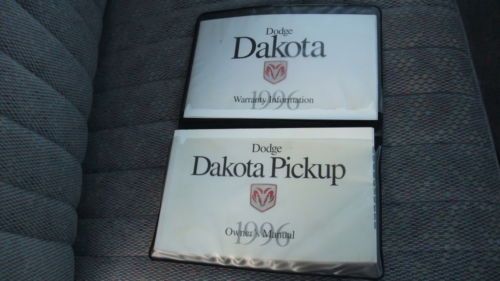 Dodge
Dakota
1996
Warranty Information
Dodge
Dakota Pickup
1996
Owner's Manual